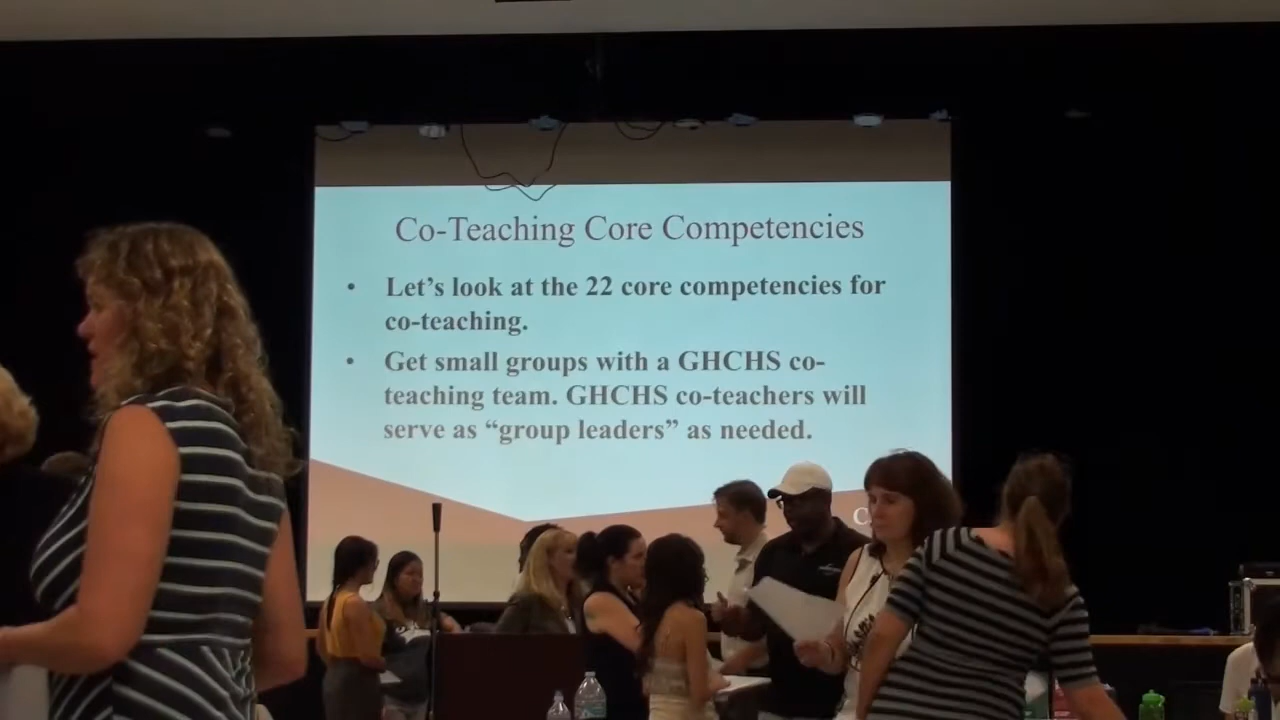 Co-Teaching Core Competencies
• Let's look at the 22 core competencies for
co-teaching.
• Get small groups with a GHCHS co-
teaching team. GHCHS co-teachers will
serve as “group leaders” as needed.